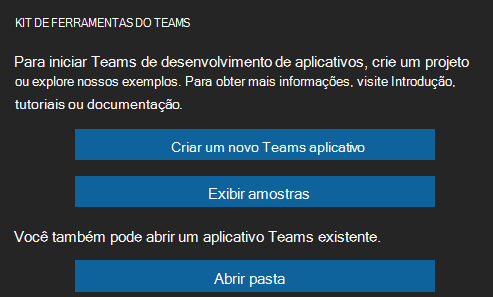 KIT DE FERRAMENTAS DO TEAMS
Para iniciar Teams de desenvolvimento de aplicativos, crie um projeto
ou explore nossos exemplos. Para obter mais informações, visite Introdução,
tutoriais ou documentação.
Criar um novo Teams aplicativo
Exibir amostras
Você também pode abrir um aplicativo Teams existente.
Abrir pasta